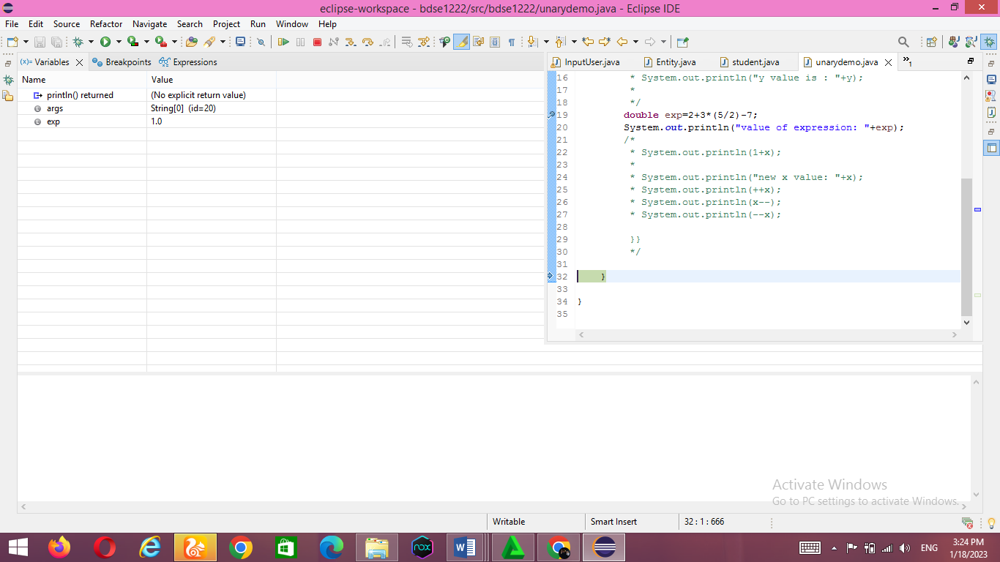 eclipse-workspace - bdse1222/src/bdse1222/unarydemo.java - Eclipse IDE
File Edit Source Refactor Navigate Search Project Run Window Help
(x)= Variables Breakpoints Expressions
Name Value
println() returned (No explicit return value)
args String[0] (id=20)
exp 1.0
InputUser.java Entity.java student.java unarydemo.java »1
16 * System.out.println("y value is : "+y);
17 *
18 */
19 double exp=2+3*(5/2)-7;
20 System.out.println("value of expression: "+exp);
21 /*
22 * System.out.println(1+x);
23 *
24 * System.out.println("new x value: "+x);
25 * System.out.println(++x);
26 * System.out.println(x--);
27 * System.out.println(--x);
28
29 }}
30 */
31
32 }
33
34 }
35
Activate Windows
Go to PC settings to activate Windows.
Writable Smart Insert 32 : 1 : 666
nox
ENG
3:24 PM
1/18/2023